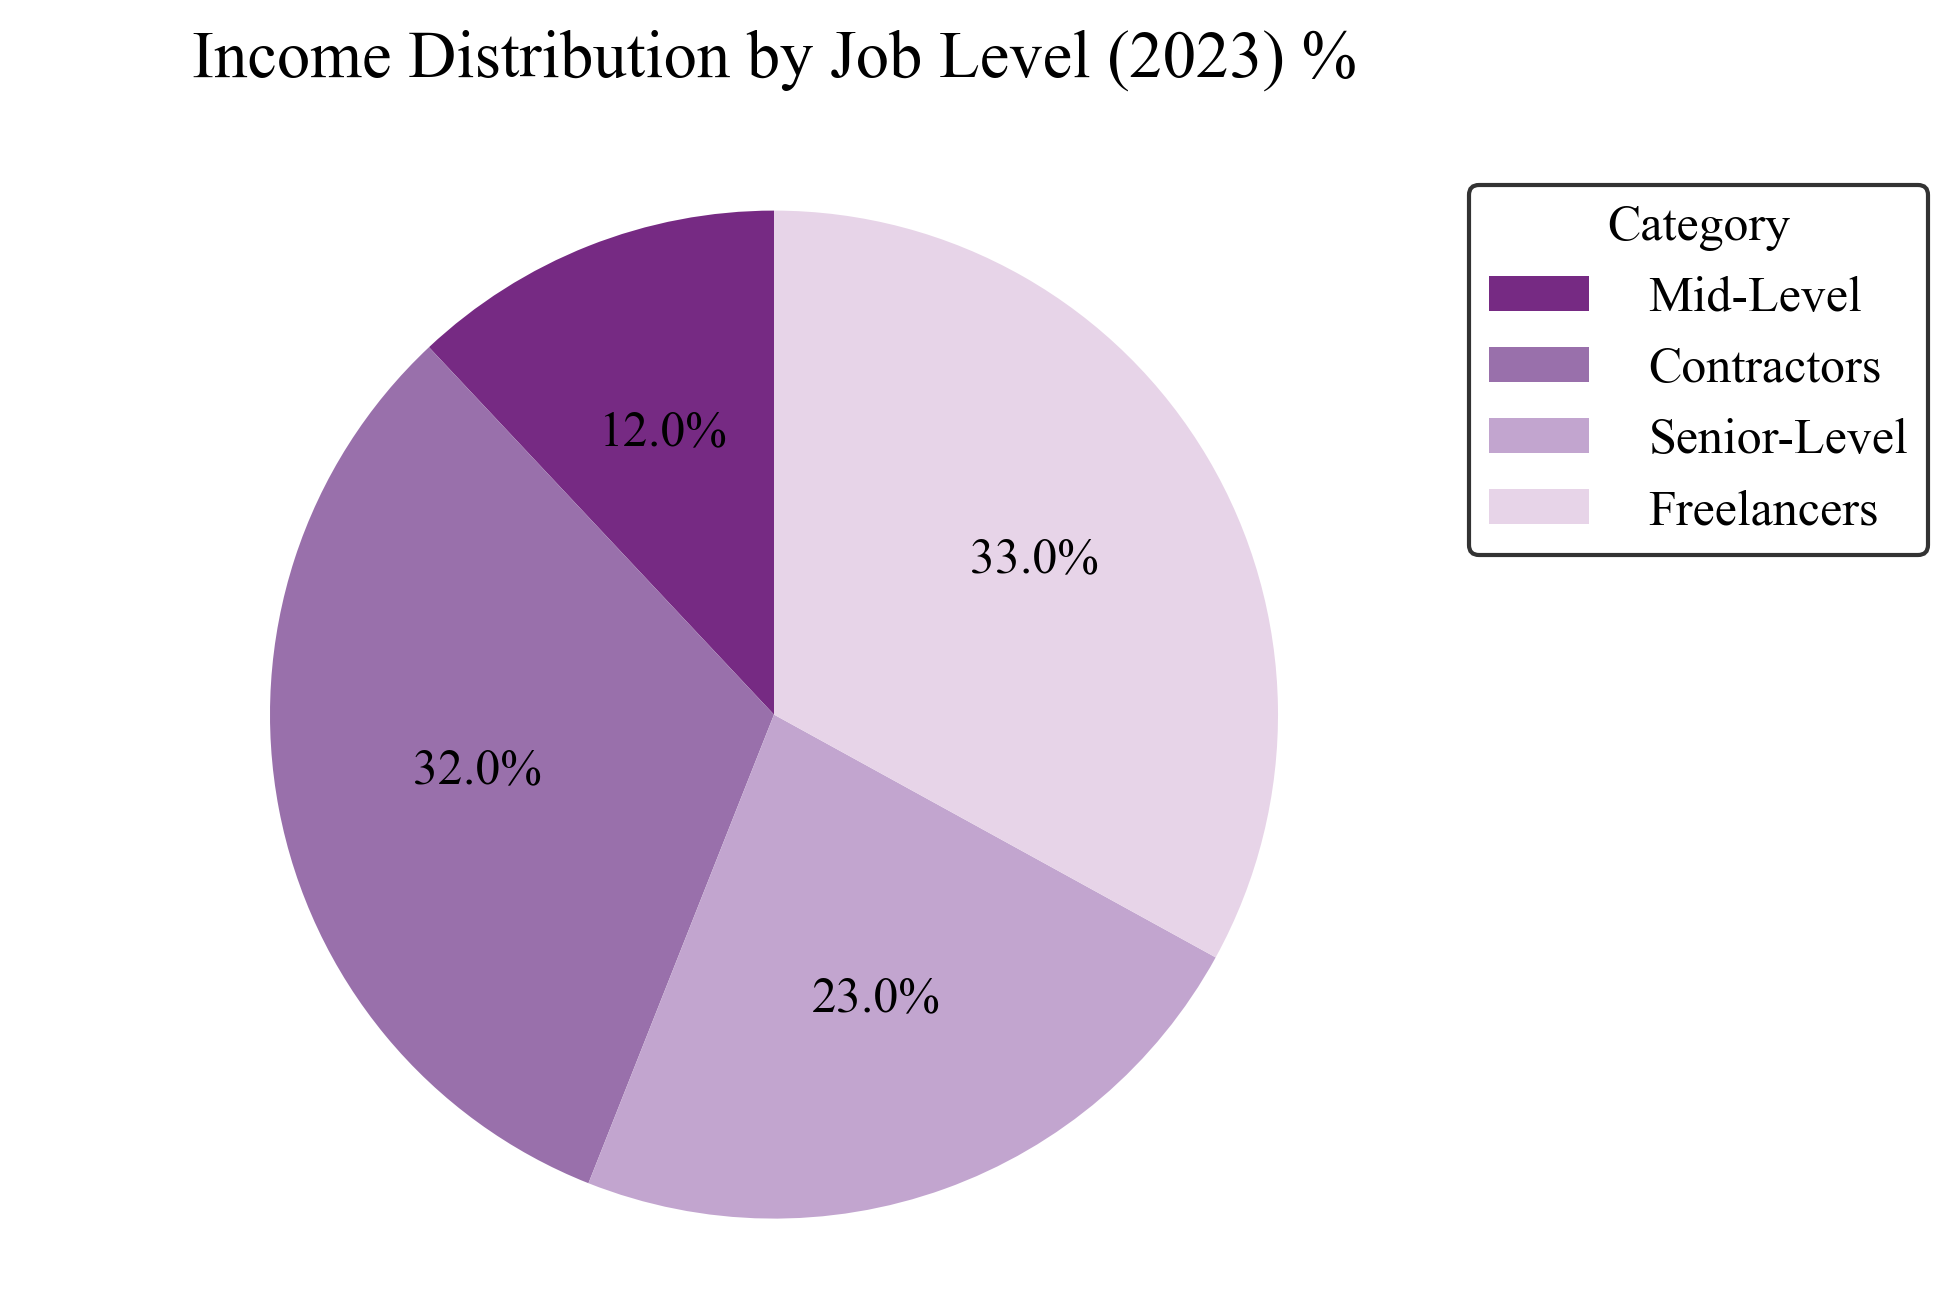 Income Distribution by Job Level (2023) %
Category
Mid-Level
Contractors
Senior-Level
Freelancers
12.0%
33.0%
32.0%
23.0%